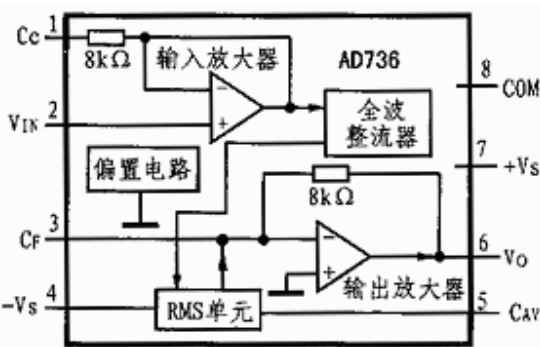 Cc 1
8kΩ
输入放大器
AD736
8
COM
VIN 2
全波
整流器
偏置电路
7
+Vs
8kΩ
3
CF
6
Vo
输出放大器
4
-Vs
RMS单元
5
CAV